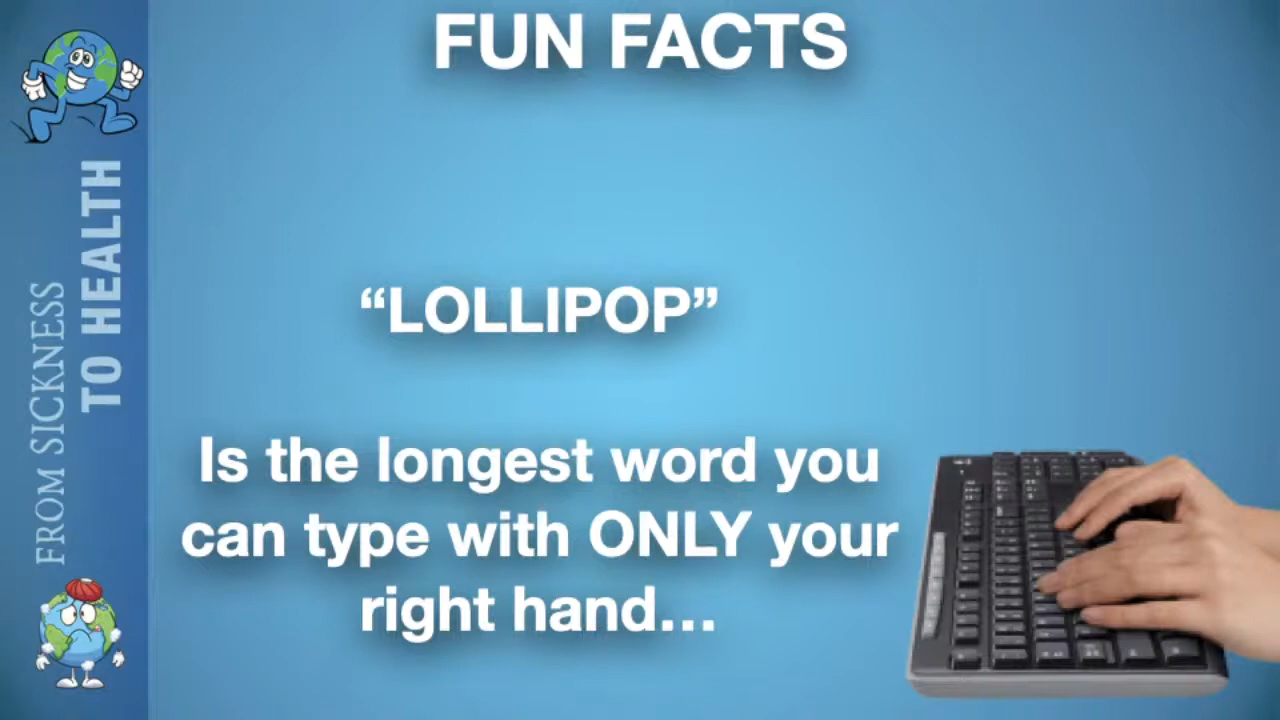 FUN FACTS
“LOLLIPOP”
Is the longest word you
can type with ONLY your
right hand...
FROM SICKNESS
TO HEALTH